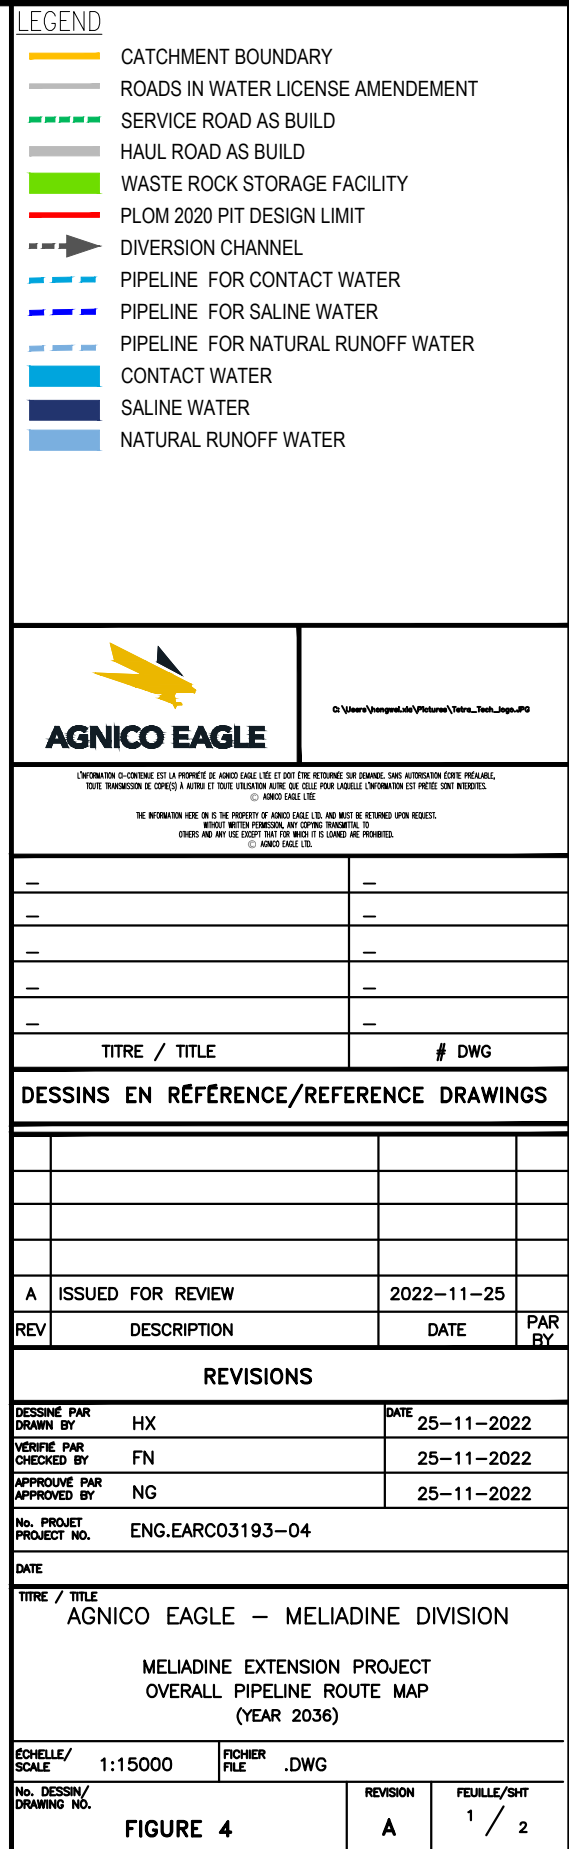 LEGEND
CATCHMENT BOUNDARY
ROADS IN WATER LICENSE AMENDEMENT
SERVICE ROAD AS BUILD
HAUL ROAD AS BUILD
WASTE ROCK STORAGE FACILITY
PLOM 2020 PIT DESIGN LIMIT
DIVERSION CHANNEL
PIPELINE FOR CONTACT WATER
PIPELINE FOR SALINE WATER
PIPELINE FOR NATURAL RUNOFF WATER
CONTACT WATER
SALINE WATER
NATURAL RUNOFF WATER
AGNICO EAGLE
C:\Users\hongwei.xie\Pictures\Tetra_Tech_logo.JPG
L'INFORMATION CI-CONTENUE EST LA PROPRIÉTÉ DE AGNICO EAGLE LTÉE ET DOIT ÊTRE RETOURNÉE SUR DEMANDE. SANS AUTORISATION ÉCRITE PRÉALABLE,
TOUTE TRANSMISSION DE COPIE(S) À AUTRUI ET TOUTE UTILISATION AUTRE QUE CELLE POUR LAQUELLE L'INFORMATION EST PRÊTÉE SONT INTERDITES.
© AGNICO EAGLE LTÉE
THE INFORMATION HERE ON IS THE PROPERTY OF AGNICO EAGLE LTD. AND MUST BE RETURNED UPON REQUEST.
WITHOUT WRITTEN PERMISSION, ANY COPYING TRANSMITTAL TO
OTHERS AND ANY USE EXCEPT THAT FOR WHICH IT IS LOANED ARE PROHIBITED.
© AGNICO EAGLE LTD.
– –
– –
– –
– –
– –
TITRE / TITLE # DWG
DESSINS EN RÉFÉRENCE/REFERENCE DRAWINGS
A ISSUED FOR REVIEW 2022-11-25
REV DESCRIPTION DATE PAR BY
REVISIONS
DESSINÉ PAR
DRAWN BY HX DATE 25-11-2022
VÉRIFIÉ PAR
CHECKED BY FN 25-11-2022
APPROUVÉ PAR
APPROVED BY NG 25-11-2022
No. PROJET
PROJECT NO. ENG.EARC03193-04
DATE
TITRE / TITLE
AGNICO EAGLE - MELIADINE DIVISION
MELIADINE EXTENSION PROJECT
OVERALL PIPELINE ROUTE MAP
(YEAR 2036)
ÉCHELLE/
SCALE 1:15000 FICHIER
FILE .DWG
No. DESSIN/
DRAWING NO. REVISION FEUILLE/SHT
FIGURE 4 A 1 / 2